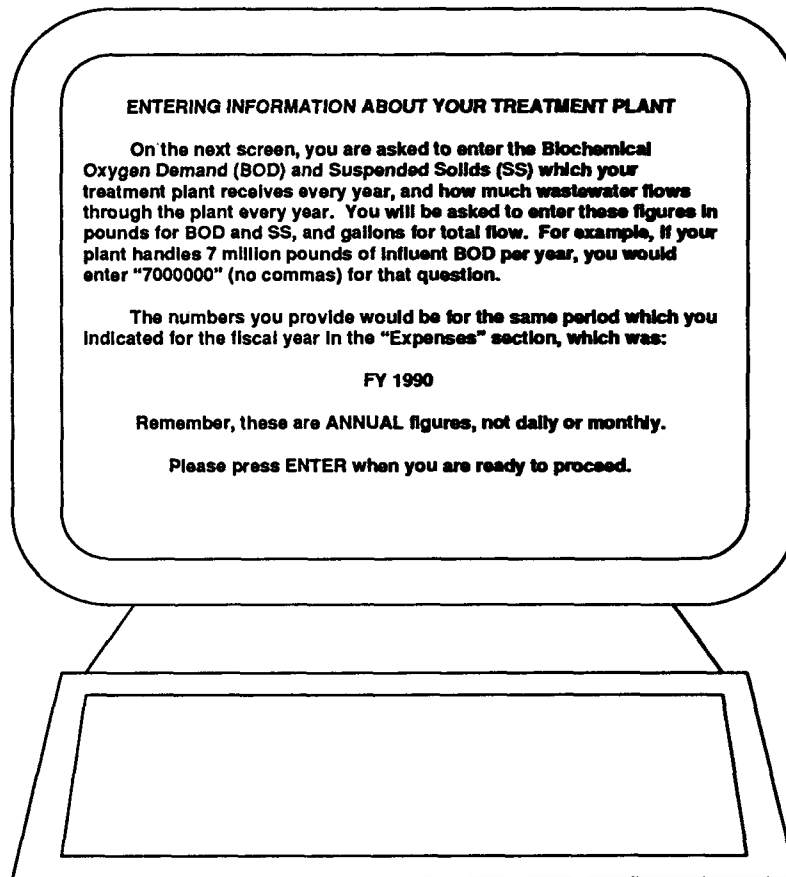 ENTERING INFORMATION ABOUT YOUR TREATMENT PLANT
On the next screen, you are asked to enter the Biochemical
Oxygen Demand (BOD) and Suspended Solids (SS) which your
treatment plant receives every year, and how much wastewater flows
through the plant every year. You will be asked to enter these figures in
pounds for BOD and SS, and gallons for total flow. For example, if your
plant handles 7 million pounds of influent BOD per year, you would
enter "7000000" (no commas) for that question.
The numbers you provide would be for the same period which you
indicated for the fiscal year in the "Expenses" section, which was:
FY 1990
Remember, these are ANNUAL figures, not daily or monthly.
Please press ENTER when you are ready to proceed.